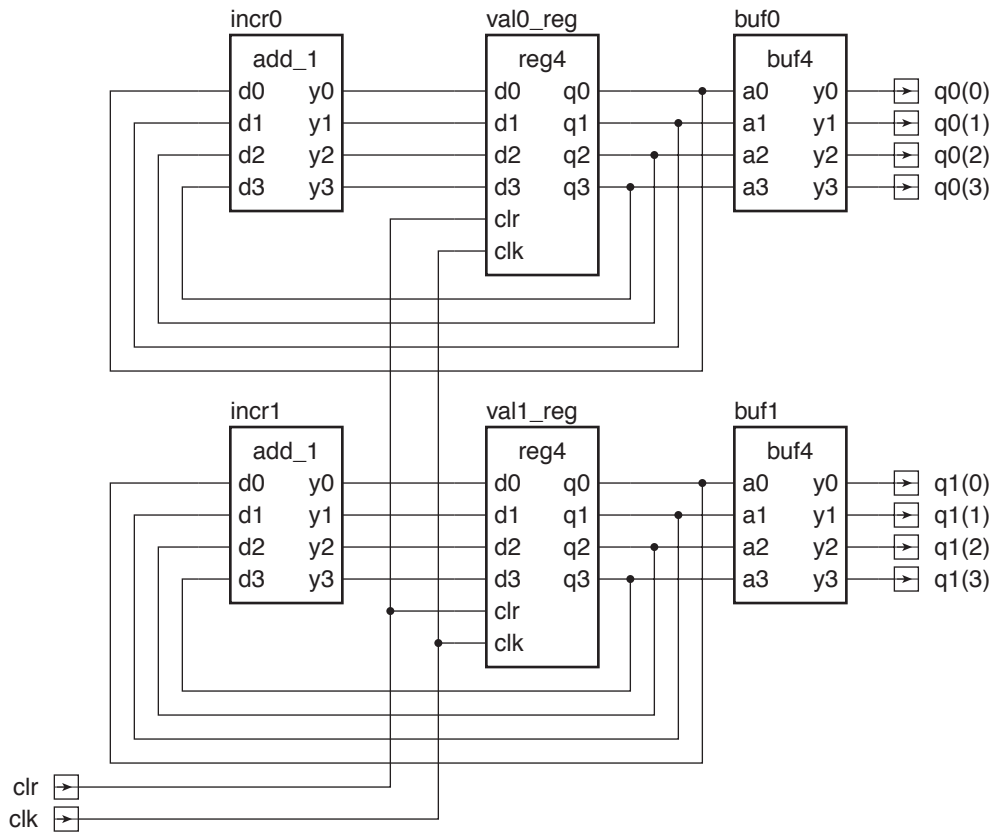 incr0 val0_reg buf0
add_1 reg4 buf4
d0 y0 d0 q0 a0 y0 q0(0)
d1 y1 d1 q1 a1 y1 q0(1)
d2 y2 d2 q2 a2 y2 q0(2)
d3 y3 d3 q3 a3 y3 q0(3)
clr
clk
incr1 val1_reg buf1
add_1 reg4 buf4
d0 y0 d0 q0 a0 y0 q1(0)
d1 y1 d1 q1 a1 y1 q1(1)
d2 y2 d2 q2 a2 y2 q1(2)
d3 y3 d3 q3 a3 y3 q1(3)
clr
clk
clr
clk